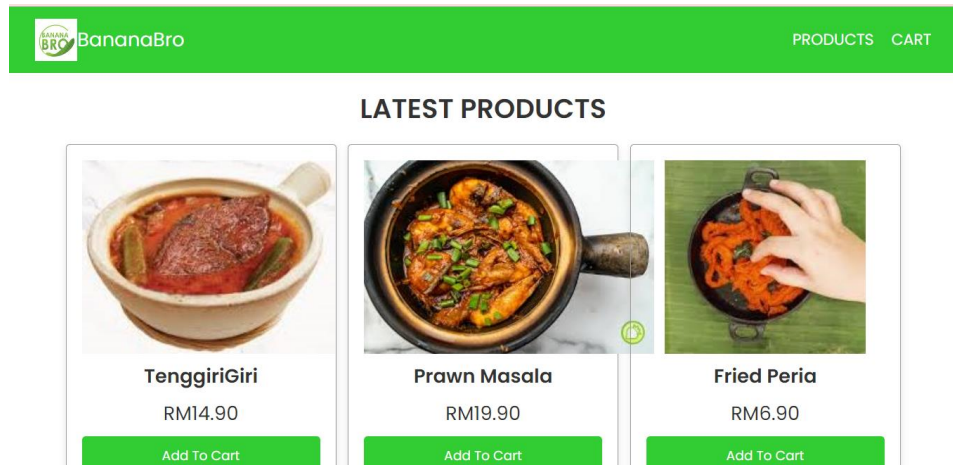 BANANA
BRO
BananaBro
PRODUCTS CART
LATEST PRODUCTS
TenggiriGiri
Prawn Masala
Fried Peria
RM14.90
RM19.90
RM6.90
Add To Cart
Add To Cart
Add To Cart